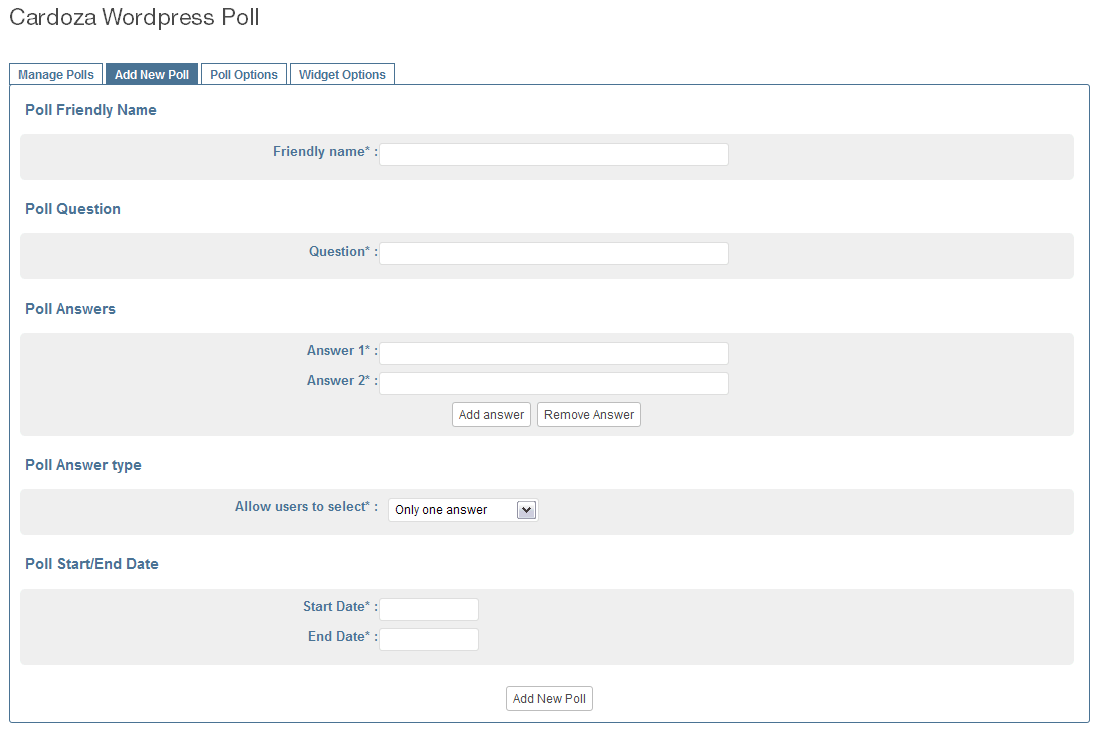 Cardoza Wordpress Poll
Manage Polls Add New Poll Poll Options Widget Options
Poll Friendly Name
Friendly name* :
Poll Question
Question* :
Poll Answers
Answer 1* :
Answer 2* :
Add answer Remove Answer
Poll Answer type
Allow users to select* : Only one answer
Poll Start/End Date
Start Date* :
End Date* :
Add New Poll